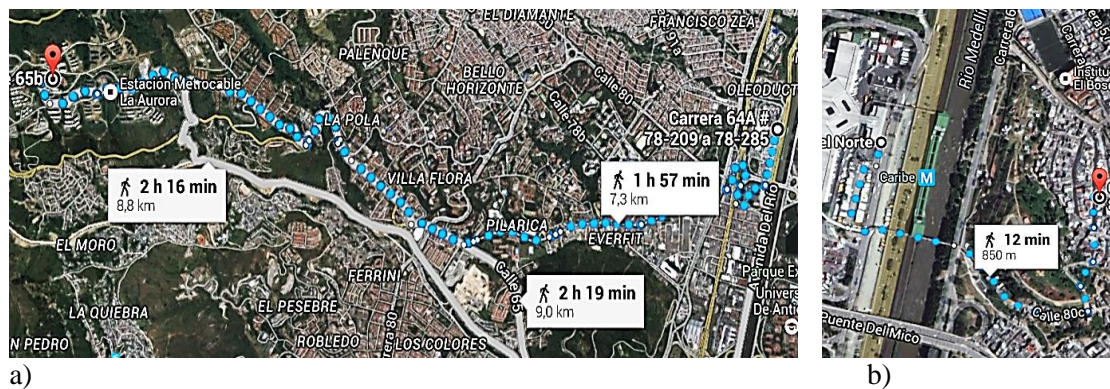 EL DIAMANTE
FRANCISCO ZEA
PALENQUE
65b
Estación Metrocable
La Aurora
BELLO
HORIZONTE
Calle 80
OLEODUCT
Calle 78b
Carrera 64A #
78-209 a 78-285
LA POLA
2 h 16 min
8,8 km
VILLA FLORA
1 h 57 min
7,3 km
PILARICA
EVERFIT
EL MORO
Avenida Del Río
FERRINI
Calle 65
2 h 19 min
9,0 km
Parque Ex
Univers
De Antio
LA QUIEBRA
EL PESEBRE
N PEDRO
ROBLEDO
LOS COLORES
a)
Río Medellín
Carrera
Carrera
Institu
El Bos
el Norte
Caribe M
12 min
850 m
Calle 80c
Puente Del Mico
b)